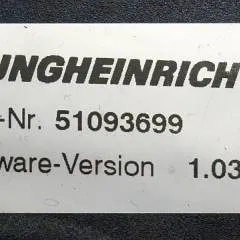 UNGHEINRICH
-Nr. 51093699
ware-Version 1.03